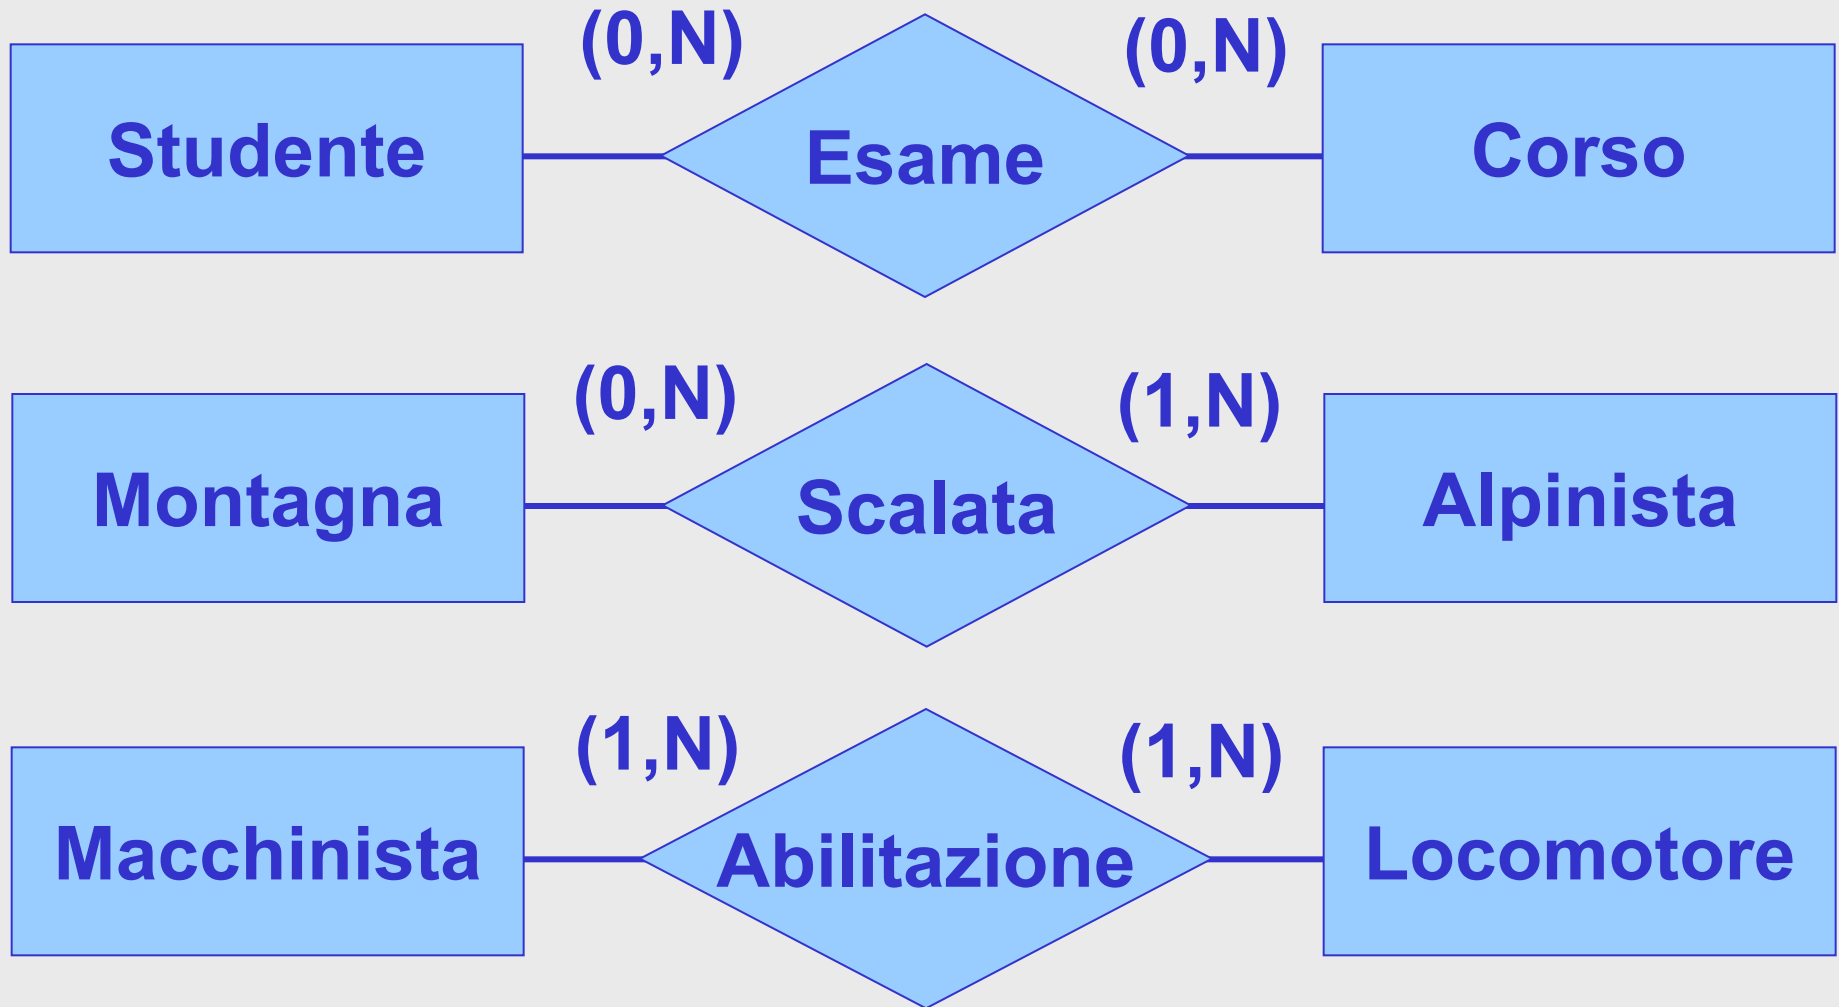 (0,N) (0,N)
Studente Esame Corso
(0,N) (1,N)
Montagna Scalata Alpinista
(1,N) (1,N)
Macchinista Abilitazione Locomotore